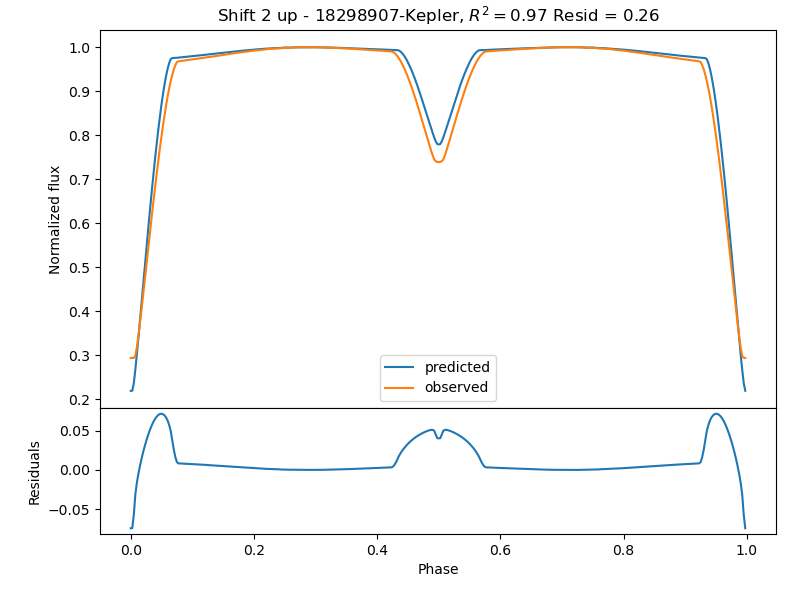 Shift 2 up - 18298907-Kepler, R² = 0.97 Resid = 0.26
Normalized flux
1.0
0.9
0.8
0.7
0.6
0.5
0.4
0.3
0.2
predicted
observed
Residuals
0.05
0.00
−0.05
0.0 0.2 0.4 0.6 0.8 1.0
Phase